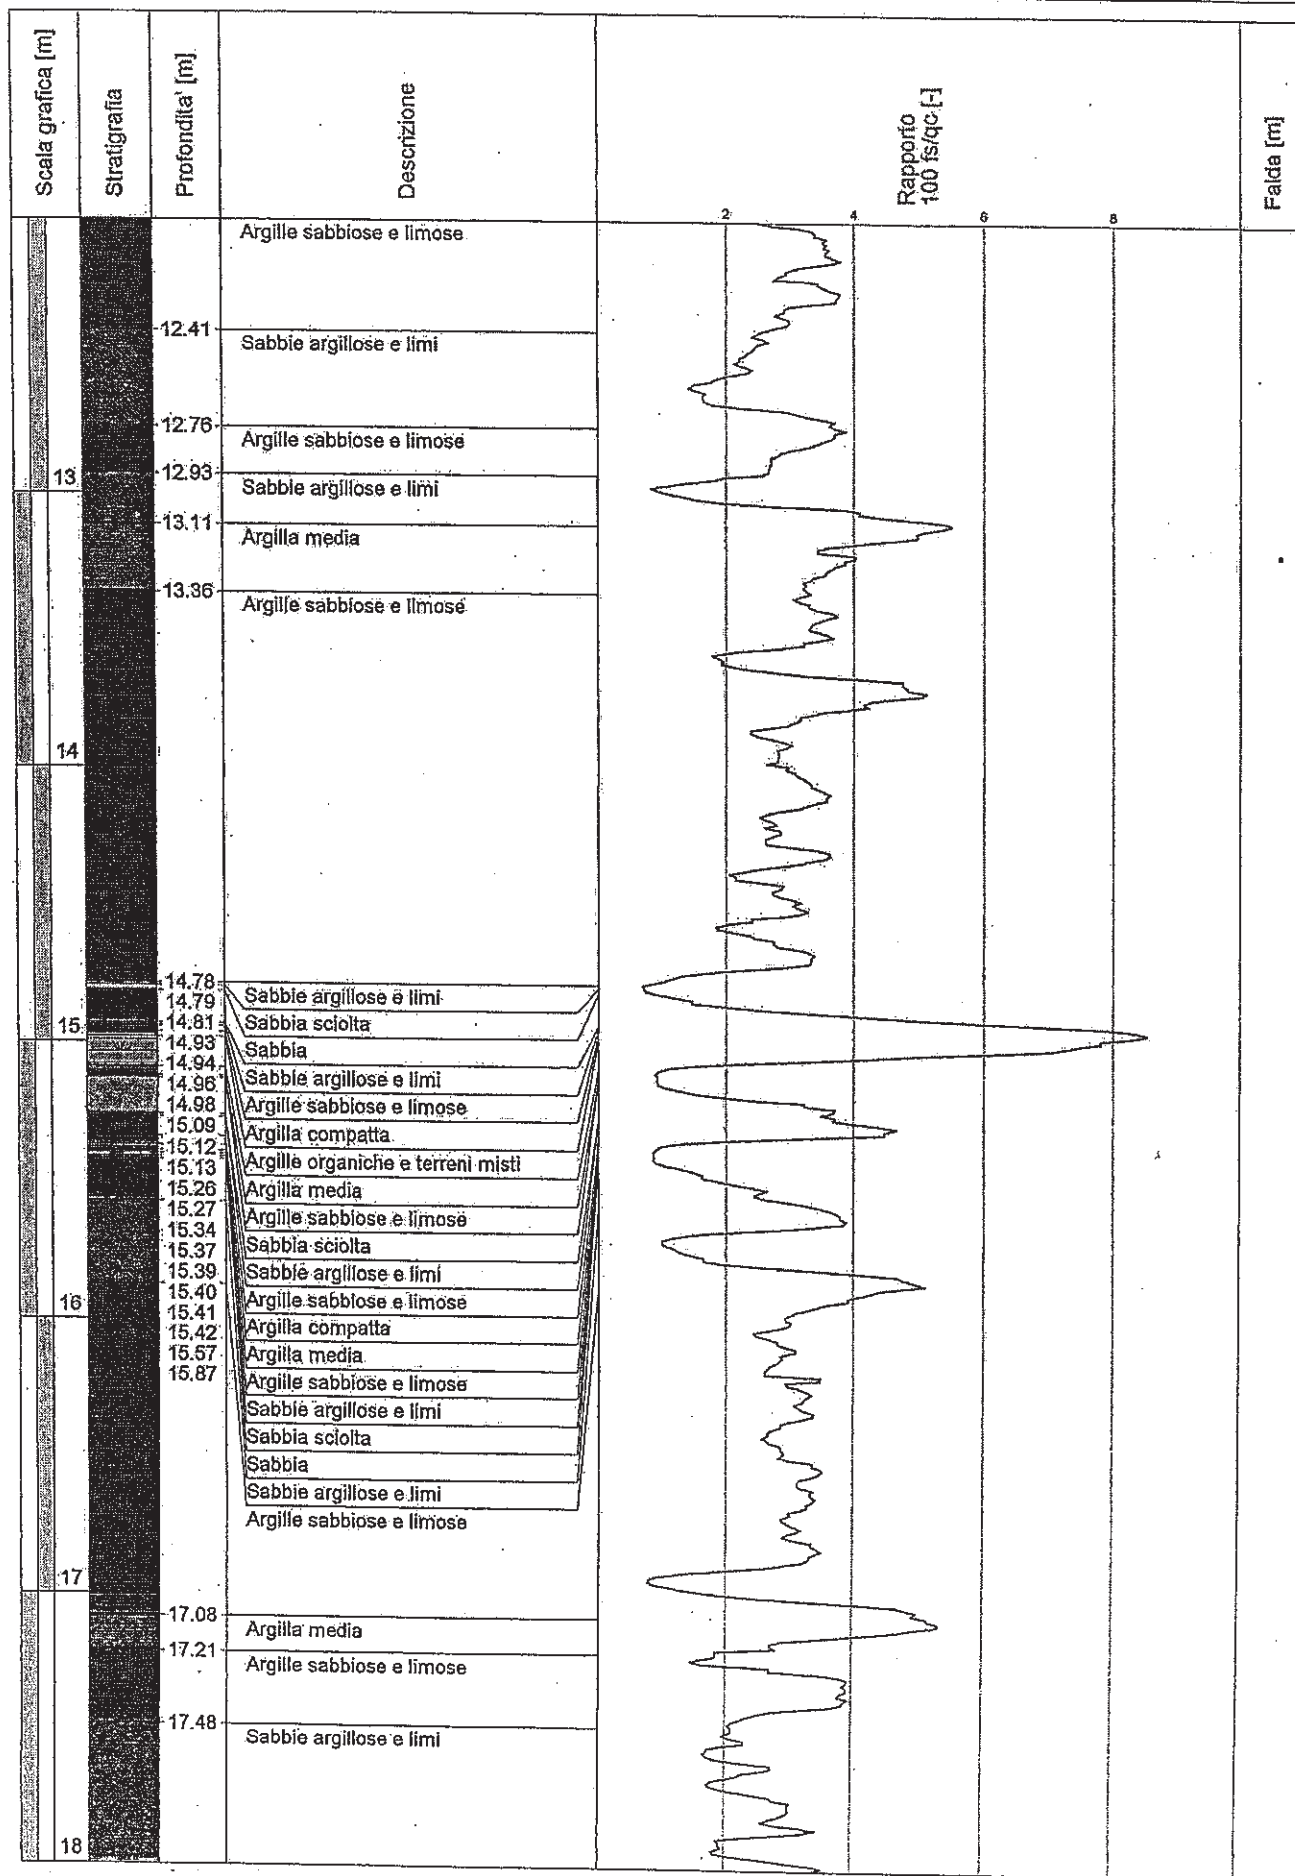 Scala grafica [m]
Stratigrafia
Profondita' [m]
Descrizione
Rapporto
100 fs/qc [-]
Falda [m]
2 4 6 8
Argille sabbiose e limose
12.41
Sabbie argillose e limi
12.76
Argille sabbiose e limose
13
12.93
Sabbie argillose e limi
13.11
Argilla media
13.36
Argille sabbiose e limose
14
14.78
Sabbie argillose e limi
14.79
Sabbia sciolta
14.81
15
Sabbia
14.93
Sabbie argillose e limi
14.94
Argille sabbiose e limose
14.96
Argilla compatta
14.98
Argille organiche e terreni misti
15.09
Argilla media
15.12
Argille sabbiose e limose
15.13
Sabbia sciolta
15.26
Sabbie argillose e limi
15.27
Argille sabbiose e limose
15.34
Argilla compatta
15.37
Argilla media
15.39
Argille sabbiose e limose
15.40
16
Sabbie argillose e limi
15.41
Sabbia sciolta
15.42
Sabbia
15.57
Sabbie argillose e limi
15.87
Argille sabbiose e limose
17
17.08
Argilla media
17.21
Argille sabbiose e limose
17.48
Sabbie argillose e limi
18